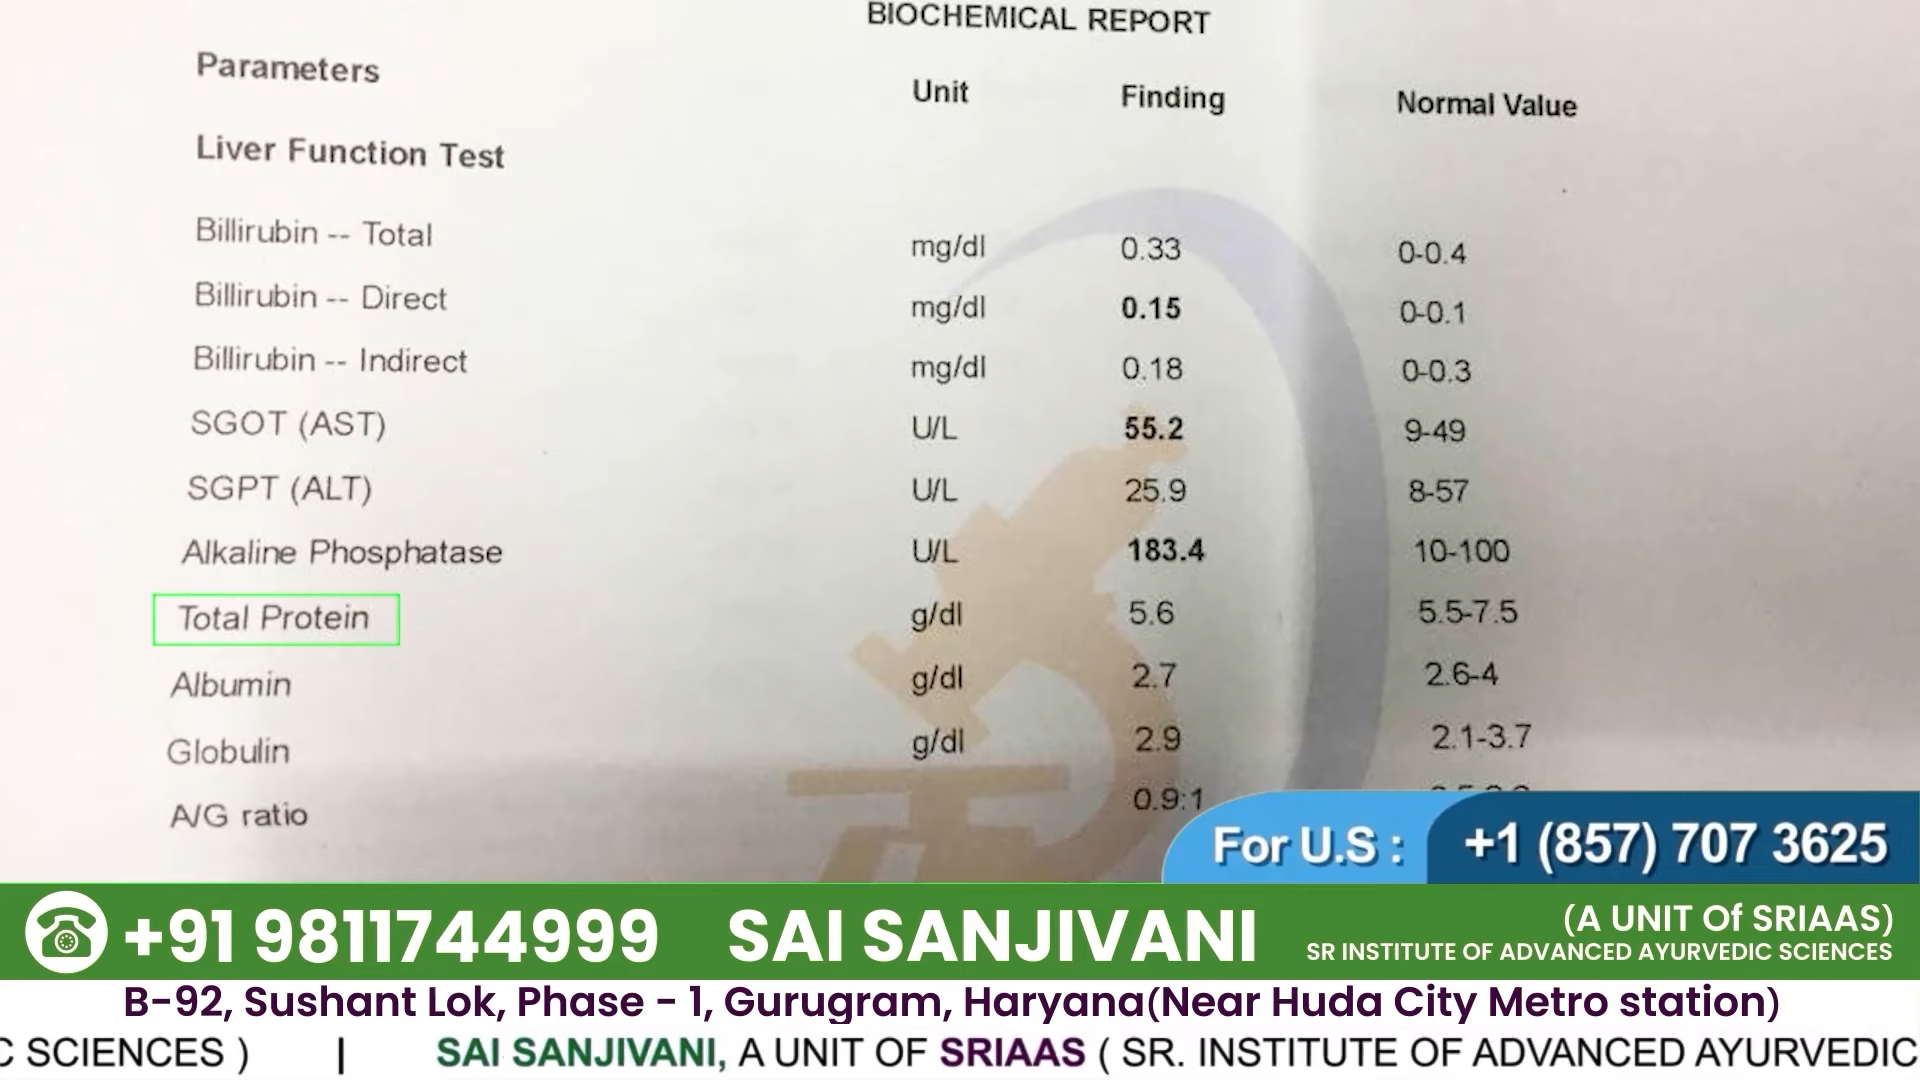 BIOCHEMICAL REPORT
Parameters Unit Finding Normal Value
Liver Function Test
Billirubin -- Total mg/dl 0.33 0-0.4
Billirubin -- Direct mg/dl 0.15 0-0.1
Billirubin -- Indirect mg/dl 0.18 0-0.3
SGOT (AST) U/L 55.2 9-49
SGPT (ALT) U/L 25.9 8-57
Alkaline Phosphatase U/L 183.4 10-100
Total Protein g/dl 5.6 5.5-7.5
Albumin g/dl 2.7 2.6-4
Globulin g/dl 2.9 2.1-3.7
A/G ratio 0.9:1
For U.S : +1 (857) 707 3625
+91 9811744999 SAI SANJIVANI
(A UNIT Of SRIAAS)
SR INSTITUTE OF ADVANCED AYURVEDIC SCIENCES
B-92, Sushant Lok, Phase - 1, Gurugram, Haryana(Near Huda City Metro station)
C SCIENCES ) | SAI SANJIVANI, A UNIT OF SRIAAS ( SR. INSTITUTE OF ADVANCED AYURVEDIC